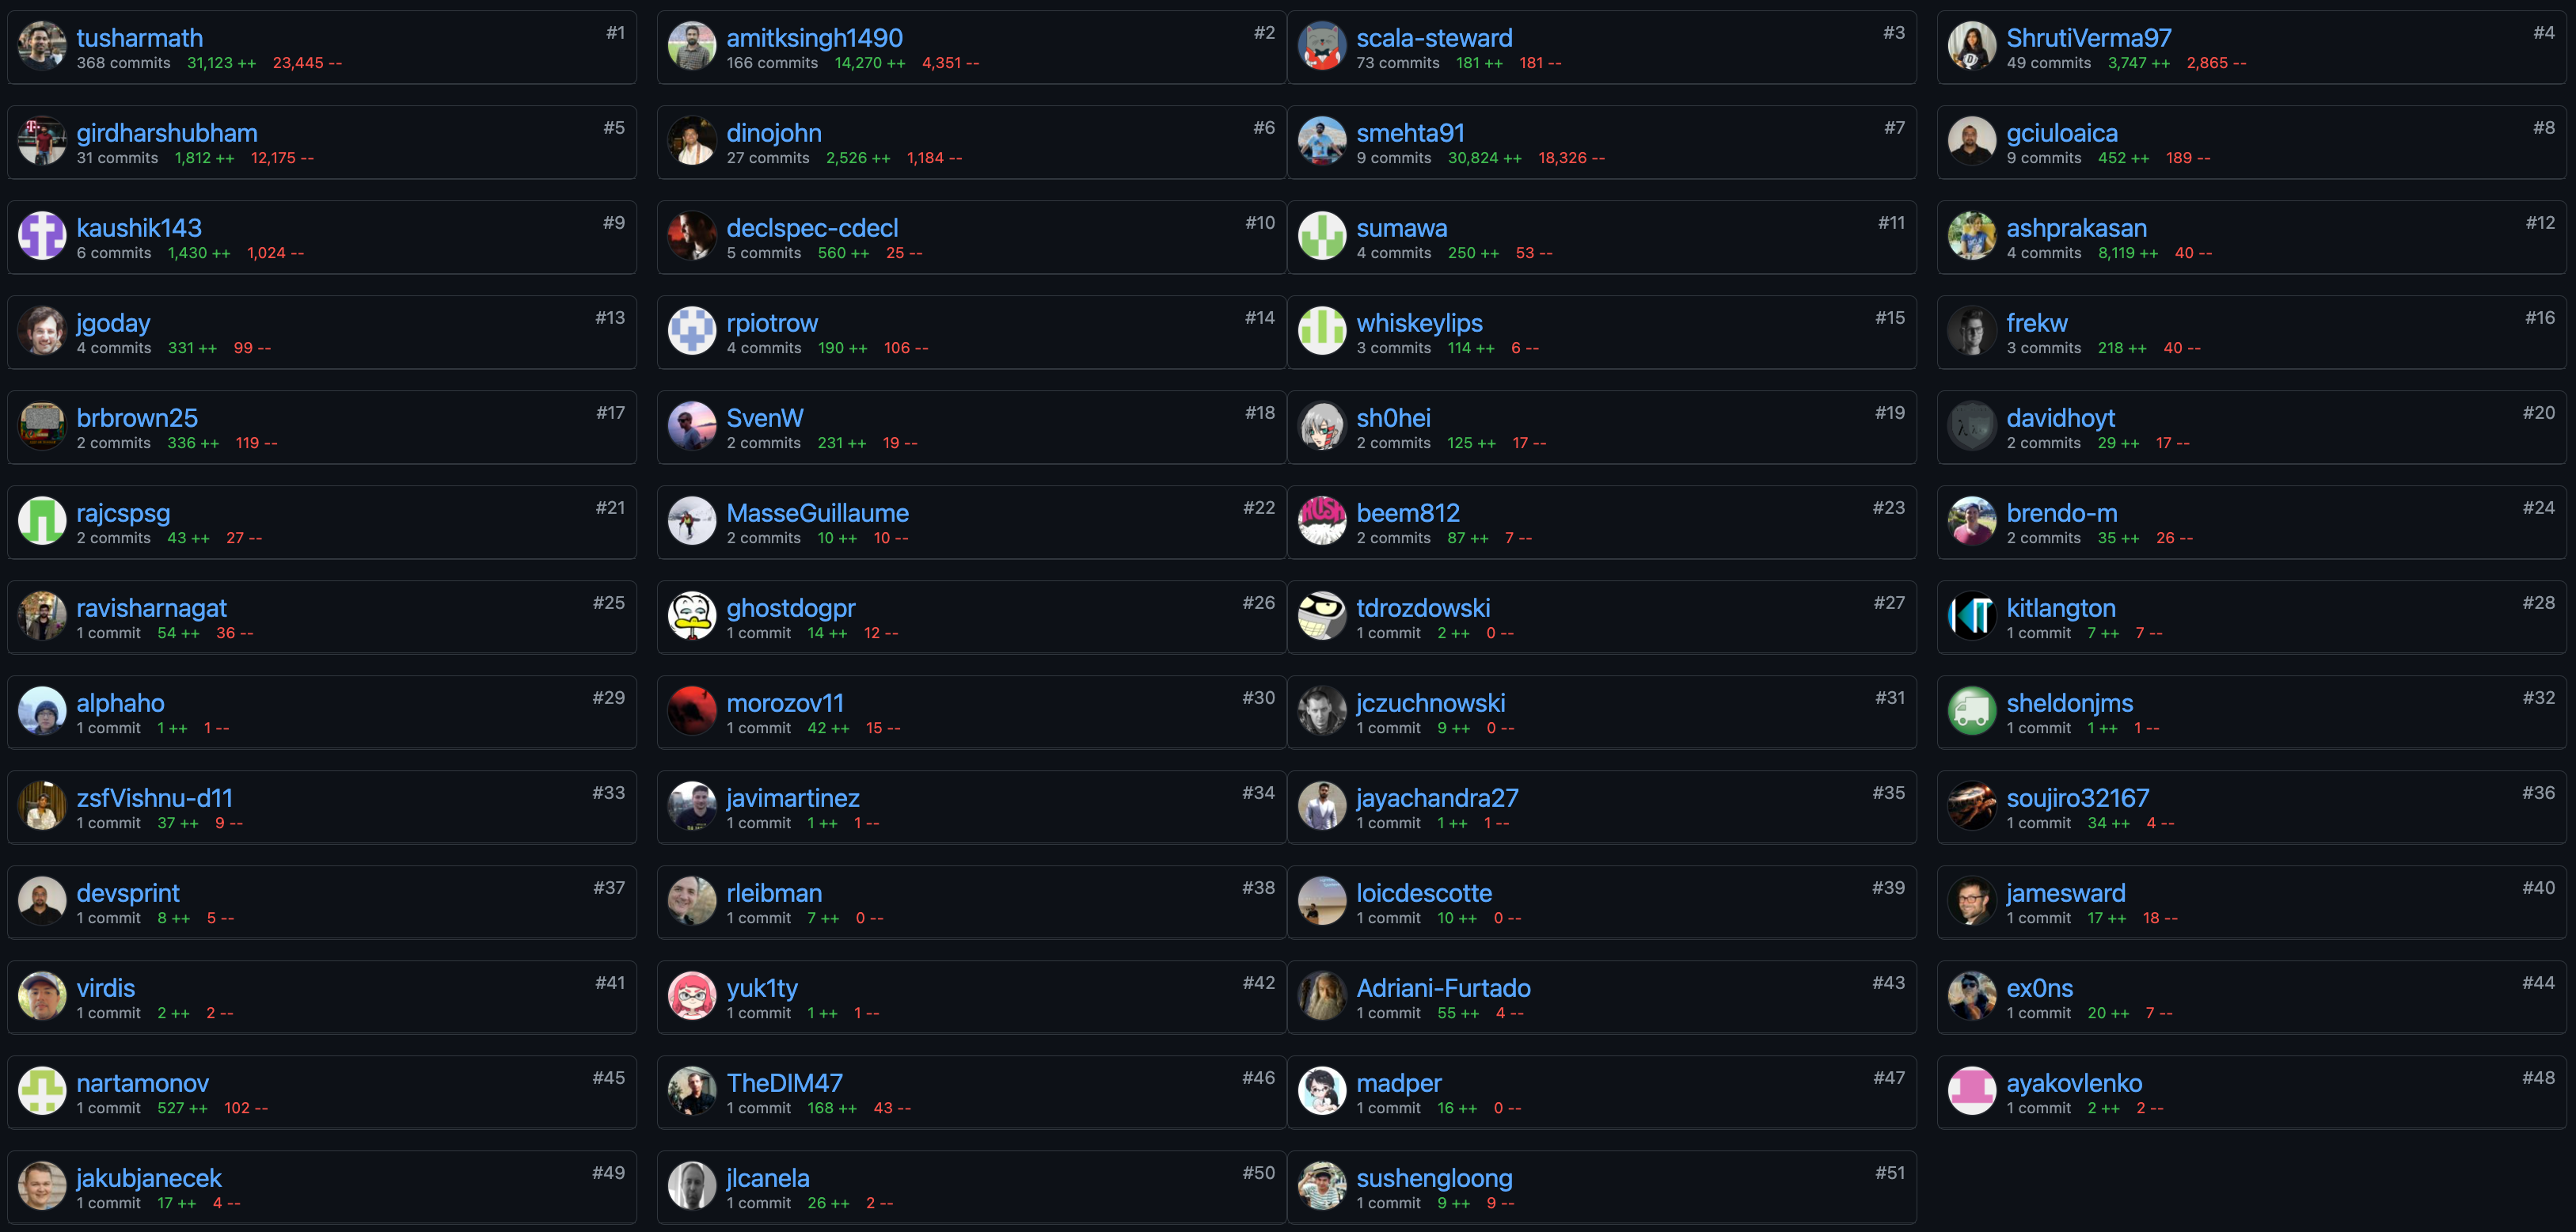 tusharmath #1
368 commits 31,123 ++ 23,445 --
amitksingh1490 #2
166 commits 14,270 ++ 4,351 --
scala-steward #3
73 commits 181 ++ 181 --
ShrutiVerma97 #4
49 commits 3,747 ++ 2,865 --
girdharshubham #5
31 commits 1,812 ++ 12,175 --
dinojohn #6
27 commits 2,526 ++ 1,184 --
smehta91 #7
9 commits 30,824 ++ 18,326 --
gciuloaica #8
9 commits 452 ++ 189 --
kaushik143 #9
6 commits 1,430 ++ 1,024 --
declspec-cdecl #10
5 commits 560 ++ 25 --
sumawa #11
4 commits 250 ++ 53 --
ashprakasan #12
4 commits 8,119 ++ 40 --
jgoday #13
4 commits 331 ++ 99 --
rpiotrow #14
4 commits 190 ++ 106 --
whiskeylips #15
3 commits 114 ++ 6 --
frekw #16
3 commits 218 ++ 40 --
brbrown25 #17
2 commits 336 ++ 119 --
SvenW #18
2 commits 231 ++ 19 --
sh0hei #19
2 commits 125 ++ 17 --
davidhoyt #20
2 commits 29 ++ 17 --
rajcspsg #21
2 commits 43 ++ 27 --
MasseGuillaume #22
2 commits 10 ++ 10 --
beem812 #23
2 commits 87 ++ 7 --
brendo-m #24
2 commits 35 ++ 26 --
ravisharnagat #25
1 commit 54 ++ 36 --
ghostdogpr #26
1 commit 14 ++ 12 --
tdrozdowski #27
1 commit 2 ++ 0 --
kitlangton #28
1 commit 7 ++ 7 --
alphaho #29
1 commit 1 ++ 1 --
morozov11 #30
1 commit 42 ++ 15 --
jczuchnowski #31
1 commit 9 ++ 0 --
sheldonjms #32
1 commit 1 ++ 1 --
zsfVishnu-d11 #33
1 commit 37 ++ 9 --
javimartinez #34
1 commit 1 ++ 1 --
jayachandra27 #35
1 commit 1 ++ 1 --
soujiro32167 #36
1 commit 34 ++ 4 --
devsprint #37
1 commit 8 ++ 5 --
rleibman #38
1 commit 7 ++ 0 --
loicdescotte #39
1 commit 10 ++ 0 --
jamesward #40
1 commit 17 ++ 18 --
virdis #41
1 commit 2 ++ 2 --
yuk1ty #42
1 commit 1 ++ 1 --
Adriani-Furtado #43
1 commit 55 ++ 4 --
ex0ns #44
1 commit 20 ++ 7 --
nartamonov #45
1 commit 527 ++ 102 --
TheDIM47 #46
1 commit 168 ++ 43 --
madper #47
1 commit 16 ++ 0 --
ayakovlenko #48
1 commit 2 ++ 2 --
jakubjanecek #49
1 commit 17 ++ 4 --
jlcanela #50
1 commit 26 ++ 2 --
sushengloong #51
1 commit 9 ++ 9 --